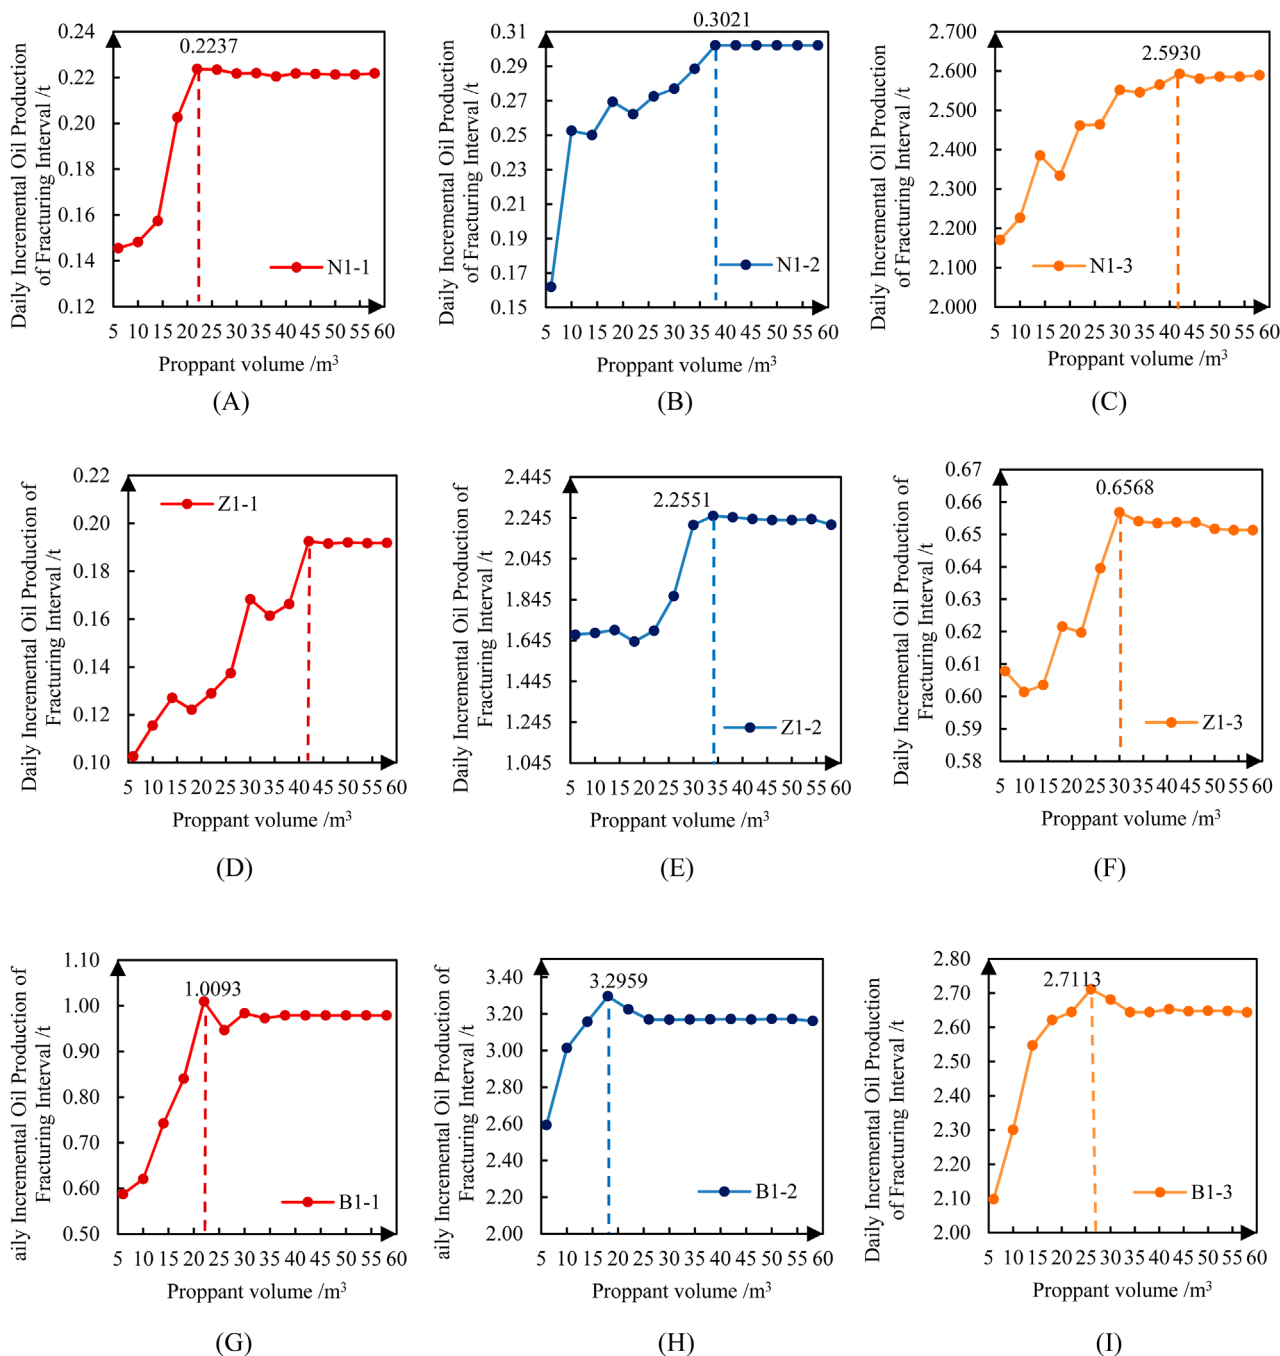 Daily Incremental Oil Production
of Fracturing Interval /t
0.24
0.22
0.20
0.18
0.16
0.14
0.12
0.2237
N1-1
5 10 15 20 25 30 35 40 45 50 55 60
Proppant volume /m³
(A)
Daily Incremental Oil Production
of Fracturing Interval /t
0.31
0.29
0.27
0.25
0.23
0.21
0.19
0.17
0.15
0.3021
N1-2
5 10 15 20 25 30 35 40 45 50 55 60
Proppant volume /m³
(B)
Daily Incremental Oil Production
of Fracturing Interval /t
2.700
2.600
2.500
2.400
2.300
2.200
2.100
2.000
2.5930
N1-3
5 10 15 20 25 30 35 40 45 50 55 60
Proppant volume /m³
(C)
Daily Incremental Oil Production of
Fracturing Interval /t
0.22
0.20
0.18
0.16
0.14
0.12
0.10
Z1-1
5 10 15 20 25 30 35 40 45 50 55 60
Proppant volume /m³
(D)
Daily Incremental Oil Production of
Fracturing Interval /t
2.445
2.245
2.045
1.845
1.645
1.445
1.245
1.045
2.2551
Z1-2
5 10 15 20 25 30 35 40 45 50 55 60
Proppant volume /m³
(E)
Daily Incremental Oil Production of
Fracturing Interval /t
0.67
0.66
0.65
0.64
0.63
0.62
0.61
0.60
0.59
0.58
0.6568
Z1-3
5 10 15 20 25 30 35 40 45 50 55 60
Proppant volume /m³
(F)
aily Incremental Oil Production of
Fracturing Interval /t
1.10
1.00
0.90
0.80
0.70
0.60
0.50
1.0093
B1-1
5 10 15 20 25 30 35 40 45 50 55 60
Proppant volume /m³
(G)
aily Incremental Oil Production of
Fracturing Interval /t
3.40
3.20
3.00
2.80
2.60
2.40
2.20
2.00
3.2959
B1-2
5 10 15 20 25 30 35 40 45 50 55 60
Proppant volume /m³
(H)
Daily Incremental Oil Production
of Fracturing Interval /t
2.80
2.70
2.60
2.50
2.40
2.30
2.20
2.10
2.00
2.7113
B1-3
5 10 15 20 25 30 35 40 45 50 55 60
Proppant volume /m³
(I)